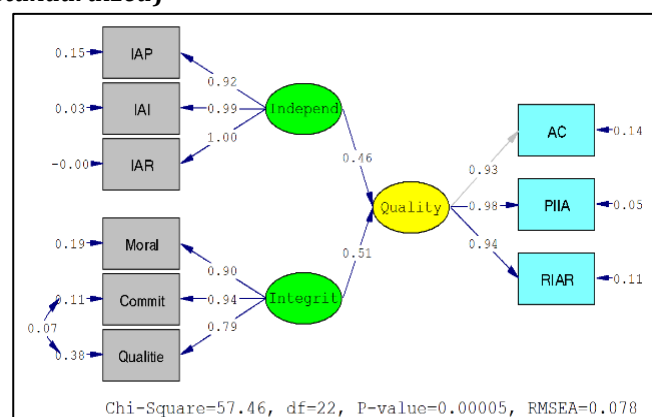 0.15 IAP
0.92
0.03 IAI 0.99 Independ
1.00
-0.00 IAR
0.46
AC 0.14
0.93
Quality 0.98 PIIA 0.05
0.94
RIAR 0.11
0.51
0.19 Moral
0.90
0.11 Commit 0.94 Integrit
0.07
0.79
0.38 Qualitie
Chi-Square=57.46, df=22, P-value=0.00005, RMSEA=0.078